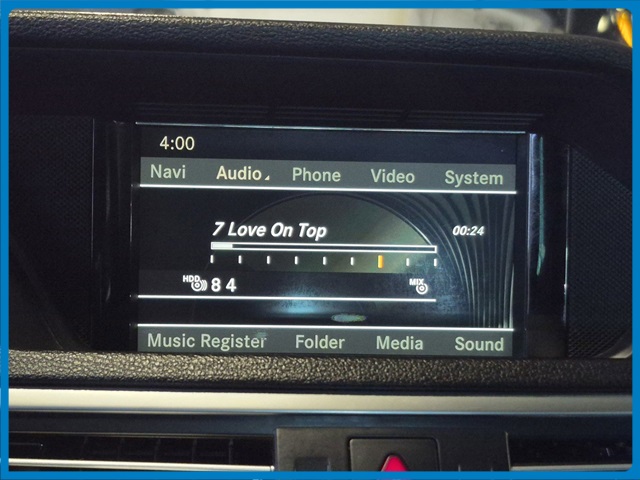 4:00
Navi Audio Phone Video System
7 Love On Top 00:24
HDD 8 4 MIX
Music Register Folder Media Sound